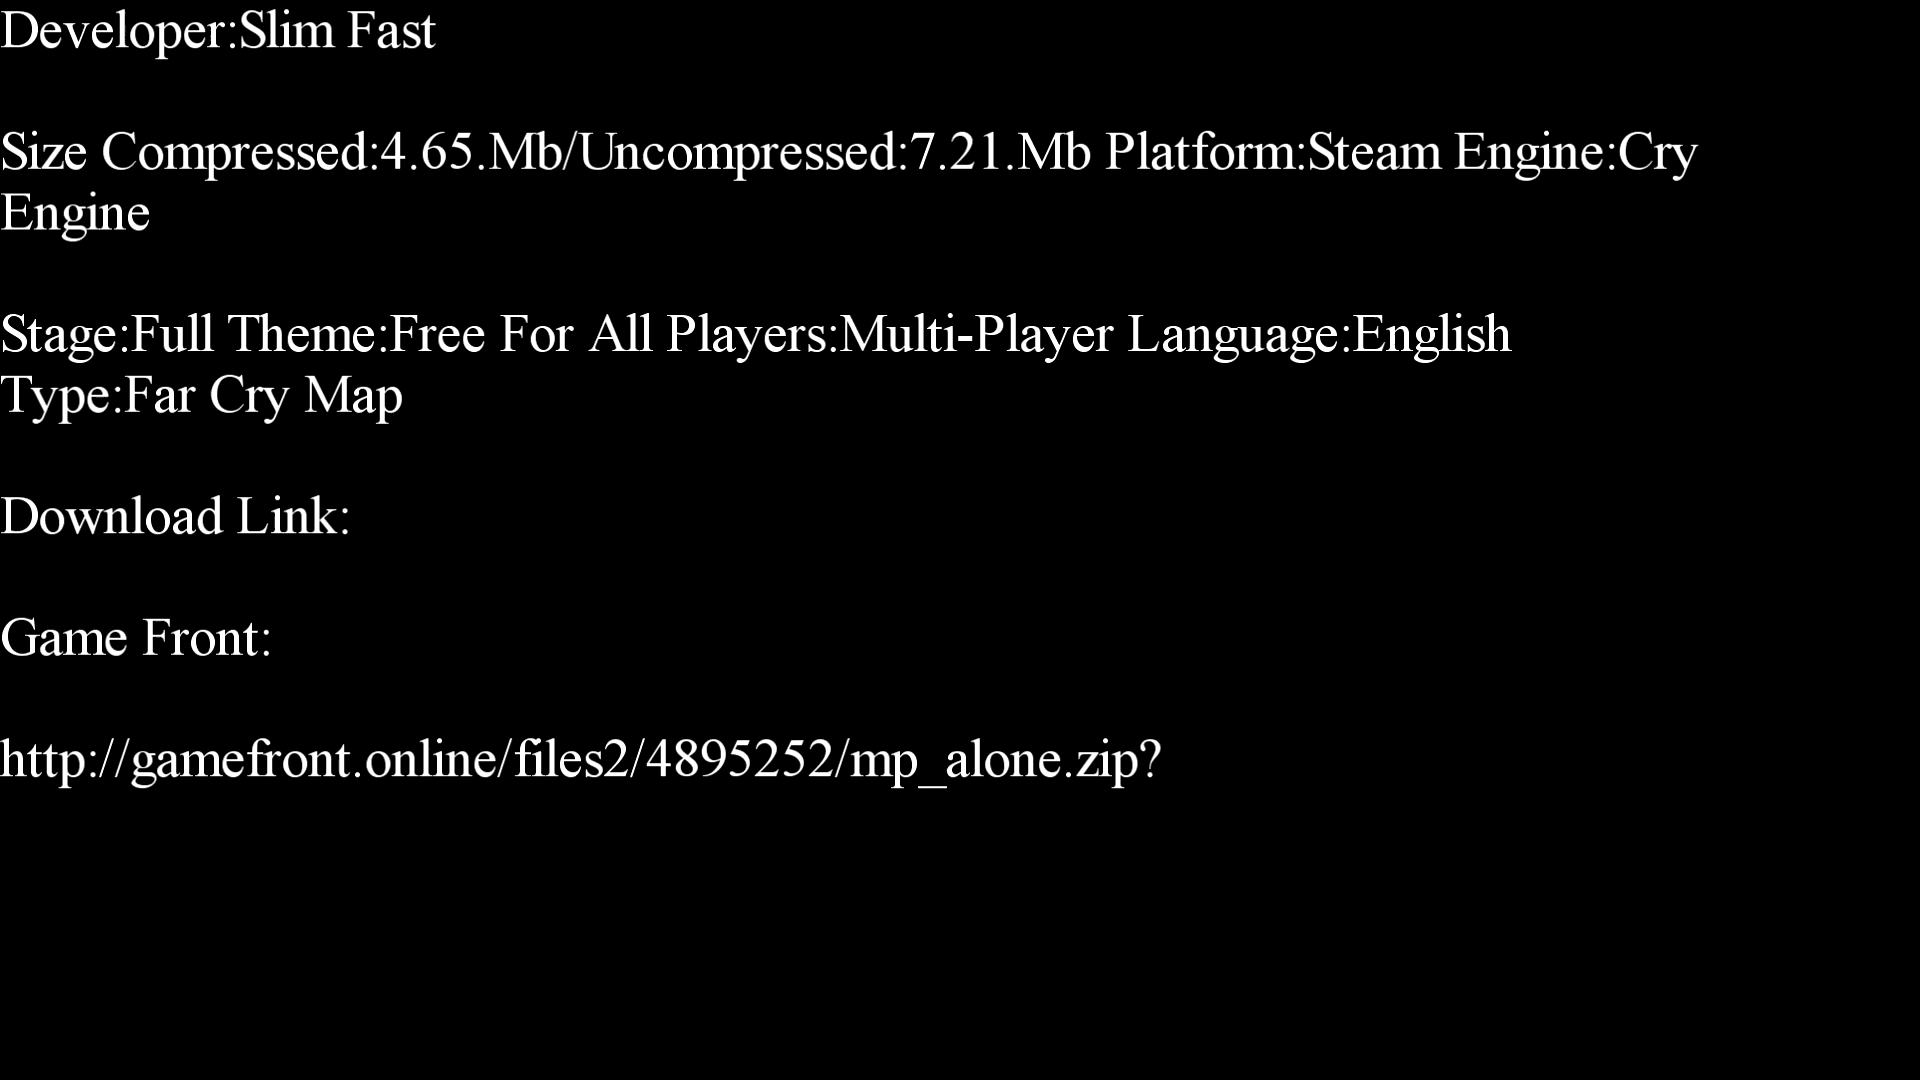 Developer:Slim Fast
Size Compressed:4.65.Mb/Uncompressed:7.21.Mb Platform:Steam Engine:Cry
Engine
Stage:Full Theme:Free For All Players:Multi-Player Language:English
Type:Far Cry Map
Download Link:
Game Front:
http://gamefront.online/files2/4895252/mp_alone.zip?